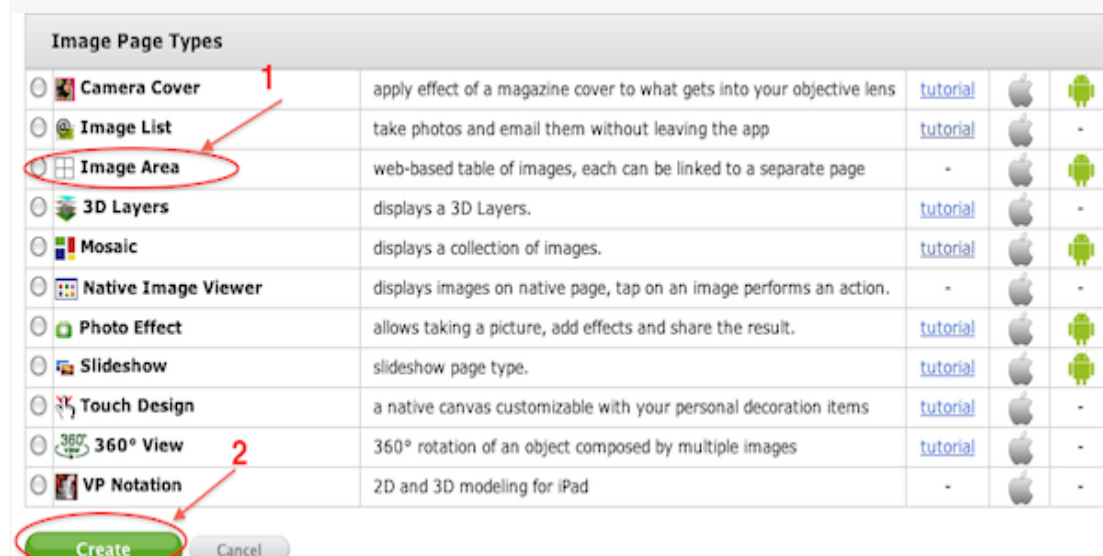 Image Page Types
1
Camera Cover apply effect of a magazine cover to what gets into your objective lens tutorial
Image List take photos and email them without leaving the app tutorial -
Image Area web-based table of images, each can be linked to a separate page -
3D Layers displays a 3D Layers. tutorial -
Mosaic displays a collection of images. tutorial
Native Image Viewer displays images on native page, tap on an image performs an action. - -
Photo Effect allows taking a picture, add effects and share the result. tutorial
Slideshow slideshow page type. tutorial
Touch Design a native canvas customizable with your personal decoration items tutorial -
360° VIEW 360° View 360° rotation of an object composed by multiple images tutorial -
2
VP Notation 2D and 3D modeling for iPad - -
Create Cancel